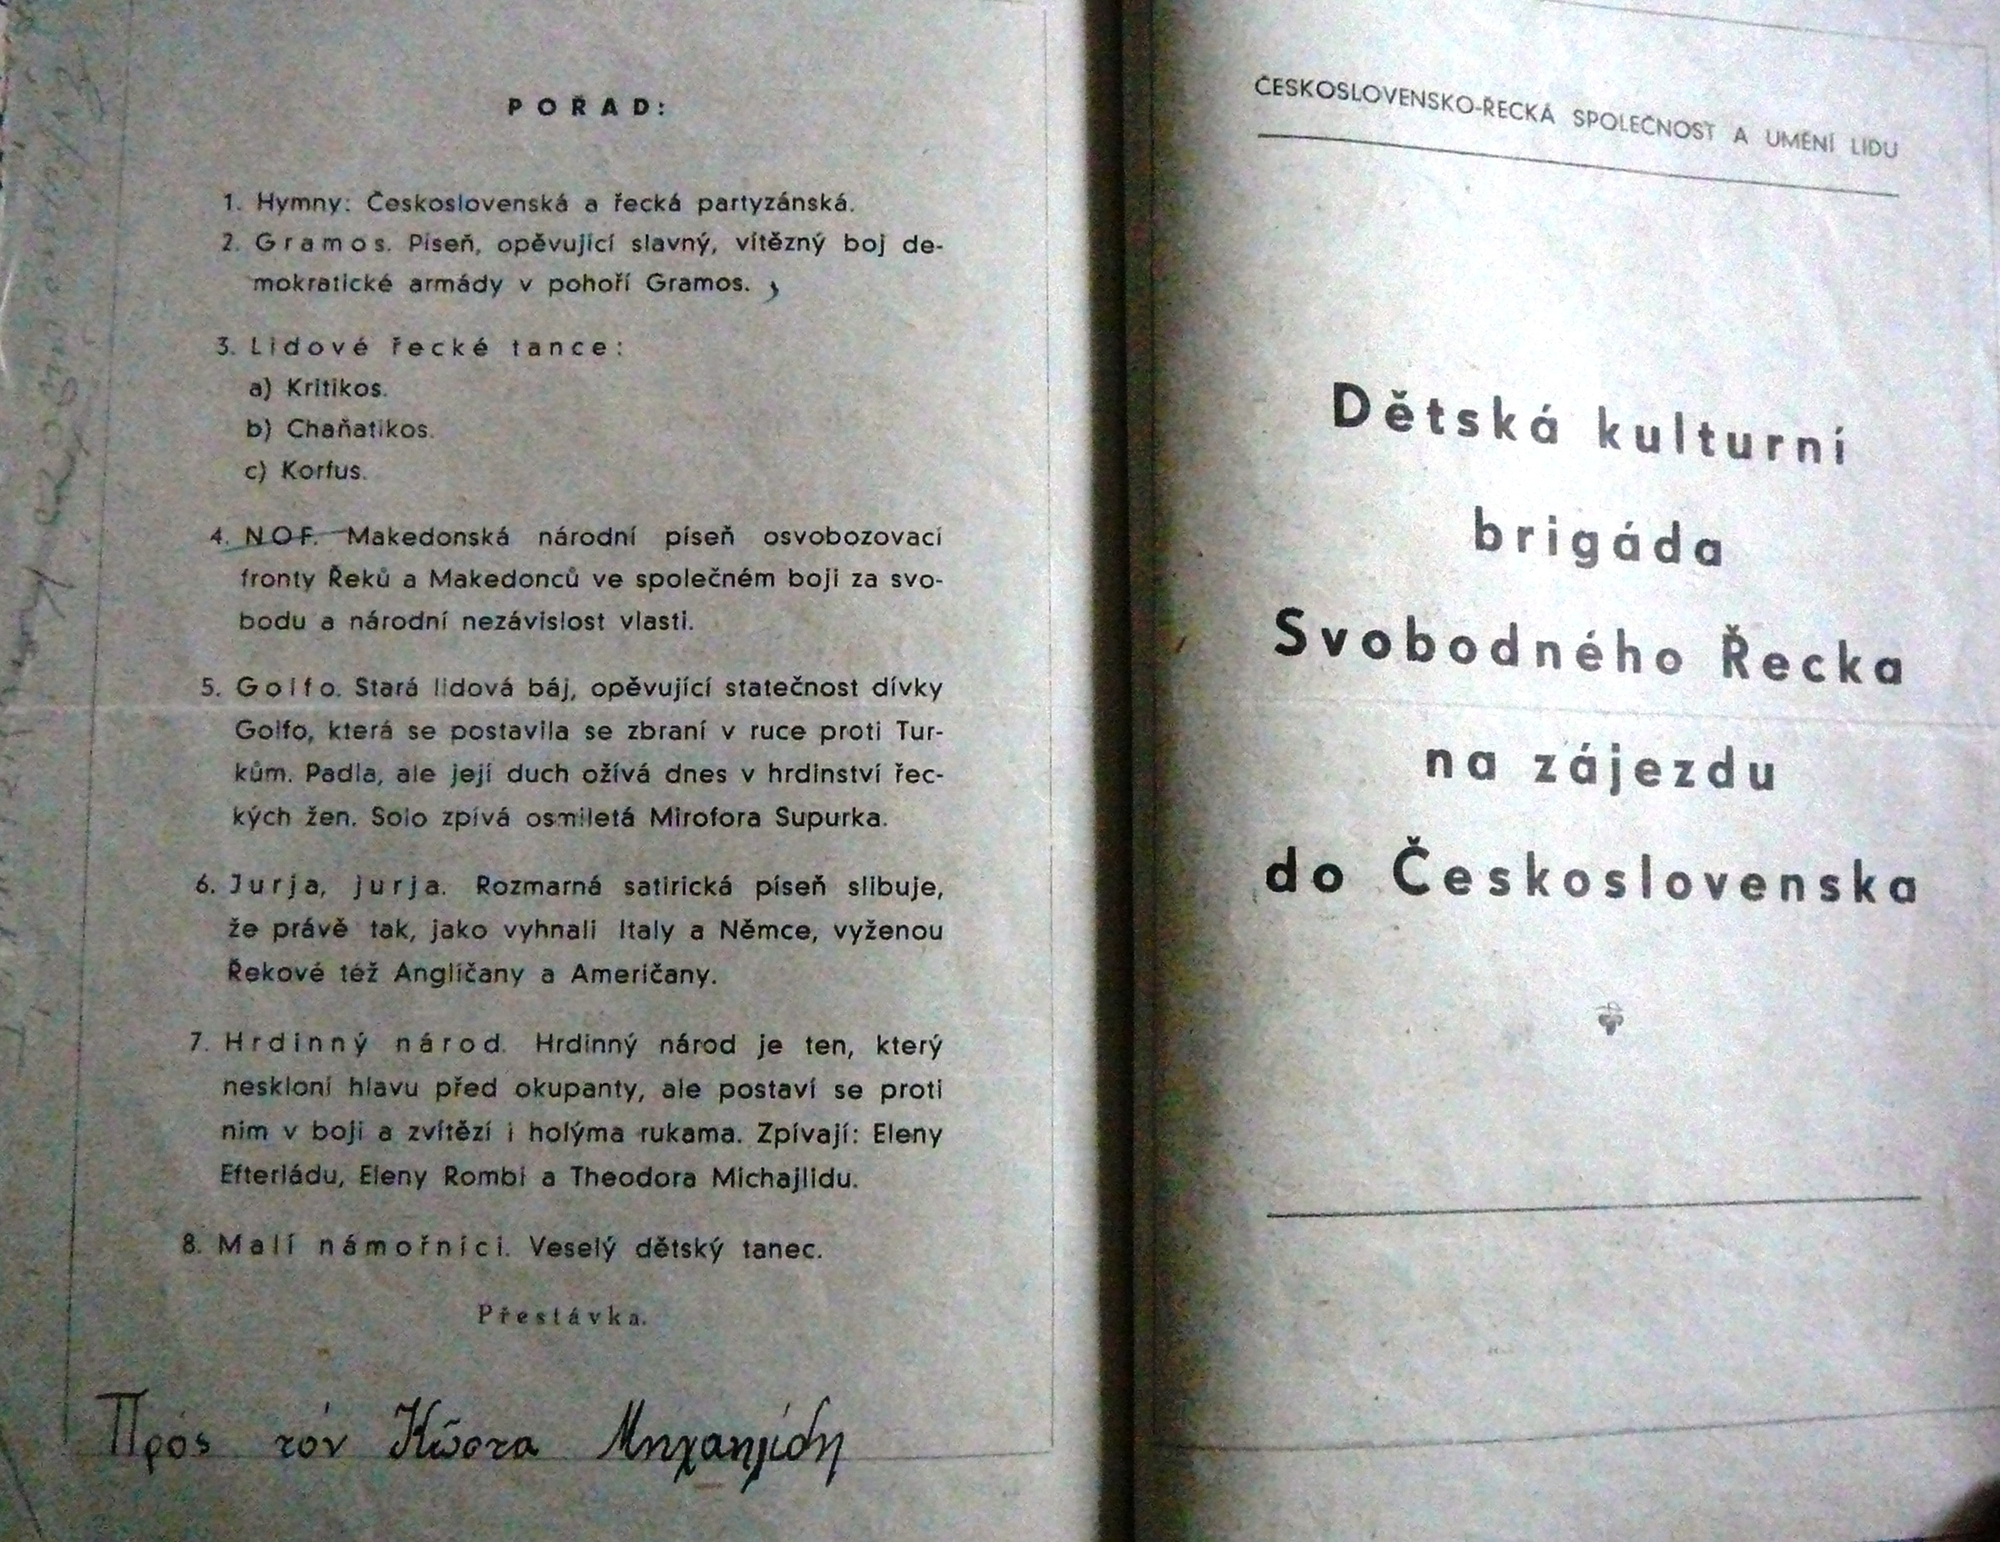 POŘAD:
1. Hymny: Československá a řecká partyzánská.
2. Gramos. Píseň, opěvující slavný, vítězný boj de-
mokratické armády v pohoří Gramos.
3. Lidové řecké tance:
a) Kritikos.
b) Chaňatikos.
c) Korfus.
4. NOF. Makedonská národní píseň osvobozovací
fronty Řeků a Makedonců ve společném boji za svo-
bodu a národní nezávislost vlasti.
5. Golfo. Stará lidová báj, opěvující statečnost dívky
Golfo, která se postavila se zbraní v ruce proti Tur-
kům. Padla, ale její duch ožívá dnes v hrdinství řec-
kých žen. Solo zpívá osmiletá Mirofora Supurka.
6. Jurja, jurja. Rozmarná satirická píseň slibuje,
že právě tak, jako vyhnali Italy a Němce, vyženou
Řekové též Angličany a Američany.
7. Hrdinný národ. Hrdinný národ je ten, který
neskloní hlavu před okupanty, ale postaví se proti
nim v boji a zvítězí i holýma rukama. Zpívají: Eleny
Efteriádu, Eleny Rombi a Theodora Michajlidu.
8. Malí námořníci. Veselý dětský tanec.
Přestávka.
Πρός τόν Κῶστα
ČESKOSLOVENSKO-ŘECKÁ SPOLEČNOST A UMĚNÍ LIDU
Dětská kulturní
brigáda
Svobodného Řecka
na zájezdu
do Československa